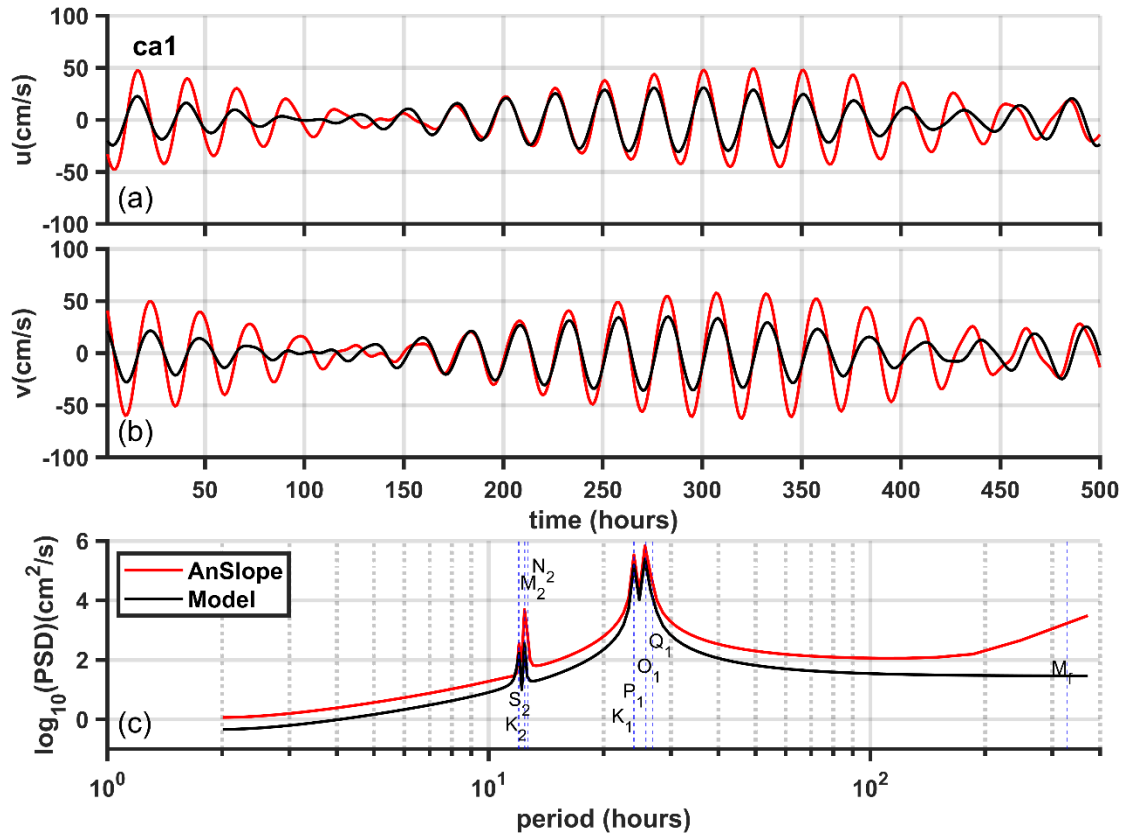 100
50
0
-50
-100
u(cm/s)
ca1
(a)
100
50
0
-50
-100
v(cm/s)
(b)
50 100 150 200 250 300 350 400 450 500
time (hours)
6
4
2
0
log10(PSD)(cm2/s)
AnSlope
Model
N2
M2
Q1
O1
Mf
P1
S2
K1
K2
(c)
10^0 10^1 10^2
period (hours)